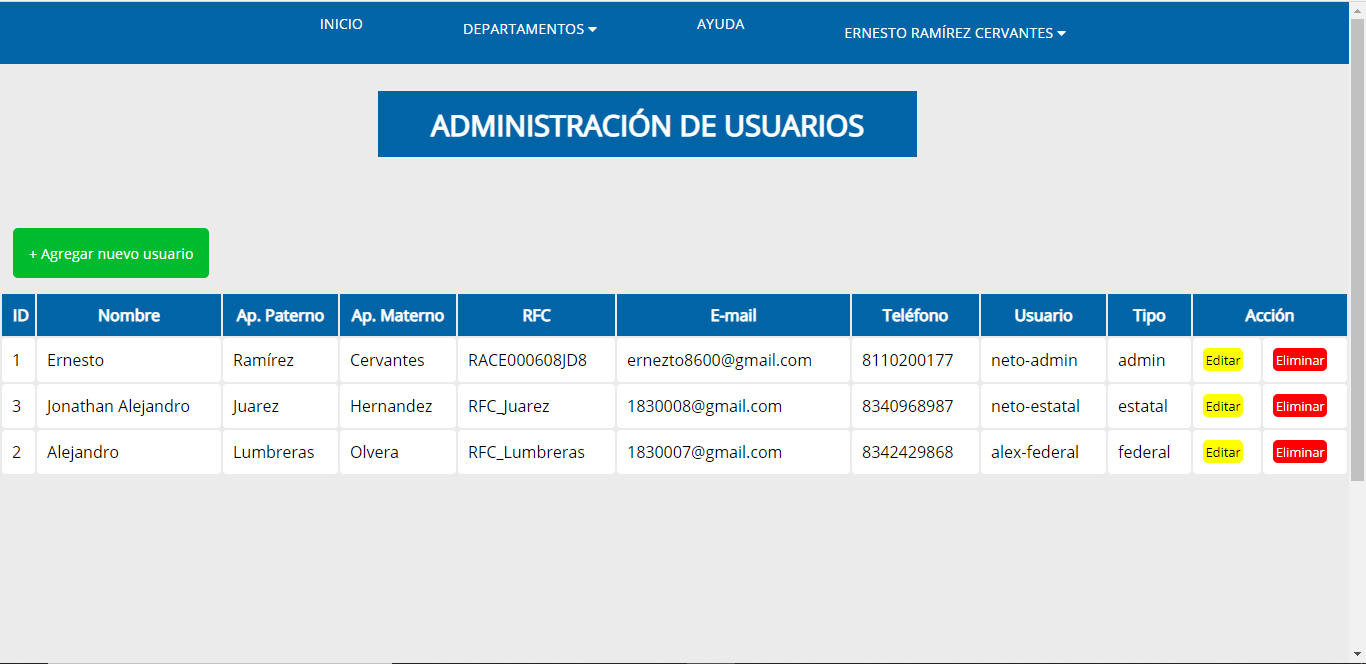 INICIO DEPARTAMENTOS AYUDA ERNESTO RAMÍREZ CERVANTES
ADMINISTRACIÓN DE USUARIOS
+ Agregar nuevo usuario
ID Nombre Ap. Paterno Ap. Materno RFC E-mail Teléfono Usuario Tipo Acción
1 Ernesto Ramírez Cervantes RACE000608JD8 ernezto8600@gmail.com 8110200177 neto-admin admin Editar Eliminar
3 Jonathan Alejandro Juarez Hernandez RFC_Juarez 1830008@gmail.com 8340968987 neto-estatal estatal Editar Eliminar
2 Alejandro Lumbreras Olvera RFC_Lumbreras 1830007@gmail.com 8342429868 alex-federal federal Editar Eliminar